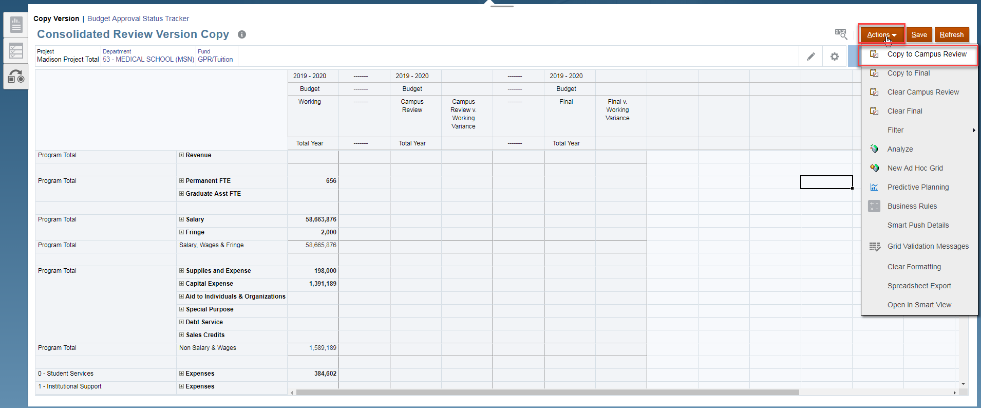 Copy Version | Budget Approval Status Tracker
Consolidated Review Version Copy
Actions Save Refresh
Project Department Fund
Madison Project Total 53 - MEDICAL SCHOOL (MSN) GPR/Tuition
2019 - 2020 ------- 2019 - 2020 ------- 2019 - 2020
Budget ------- Budget ------- Budget
Working ------- Campus Review Campus Review v. Working Variance ------- Final Final v. Working Variance
Total Year ------- Total Year ------- Total Year
Program Total Revenue
Program Total Permanent FTE 656
Graduate Asst FTE
Program Total Salary 58,663,876
Fringe 2,000
Program Total Salary, Wages & Fringe 58,665,876
Program Total Supplies and Expense 198,000
Capital Expense 1,391,189
Aid to Individuals & Organizations
Special Purpose
Debt Service
Sales Credits
Program Total Non-Salary & Wages 1,589,189
0 - Student Services Expenses 384,602
1 - Institutional Support Expenses
Copy to Campus Review
Copy to Final
Clear Campus Review
Clear Final
Filter
Analyze
New Ad Hoc Grid
Predictive Planning
Business Rules
Smart Push Details
Grid Validation Messages
Clear Formatting
Spreadsheet Export
Open in Smart View